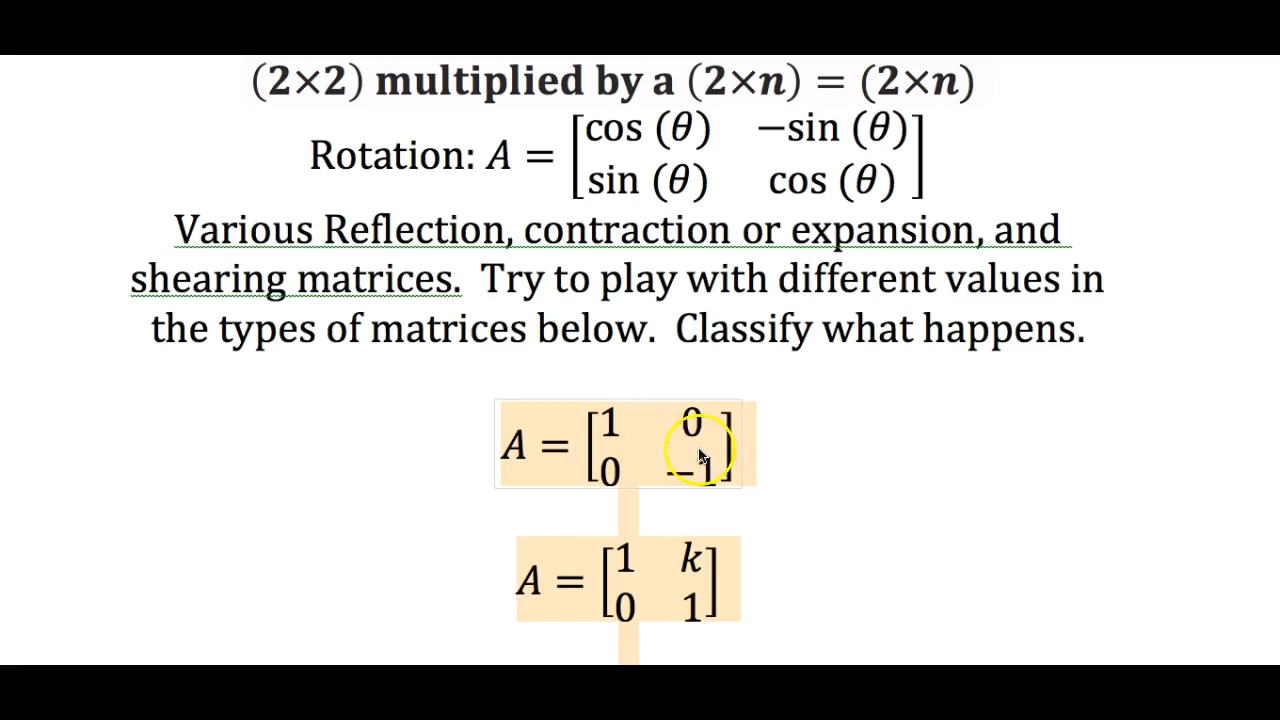 (2×2) multiplied by a (2×n) = (2×n)
Rotation: A = [cos (θ) −sin (θ)
sin (θ) cos (θ)]
Various Reflection, contraction or expansion, and
shearing matrices. Try to play with different values in
the types of matrices below. Classify what happens.
A = [1 0
0 −1]
A = [1 k
0 1]